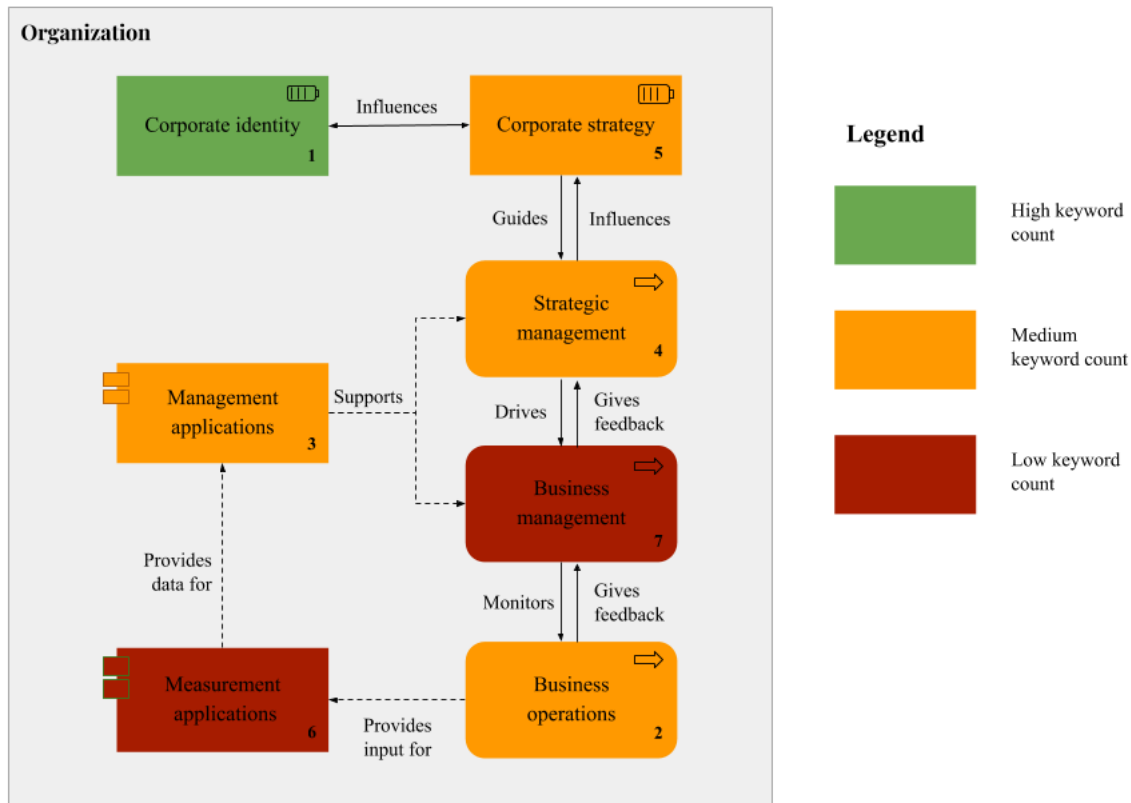 Organization
Corporate identity
1
Influences
Corporate strategy
5
Guides
Influences
Strategic
management
4
Management
applications
3
Supports
Drives
Gives
feedback
Business
management
7
Provides
data for
Monitors
Gives
feedback
Measurement
applications
6
Provides
input for
Business
operations
2
Legend
High keyword
count
Medium
keyword count
Low keyword
count